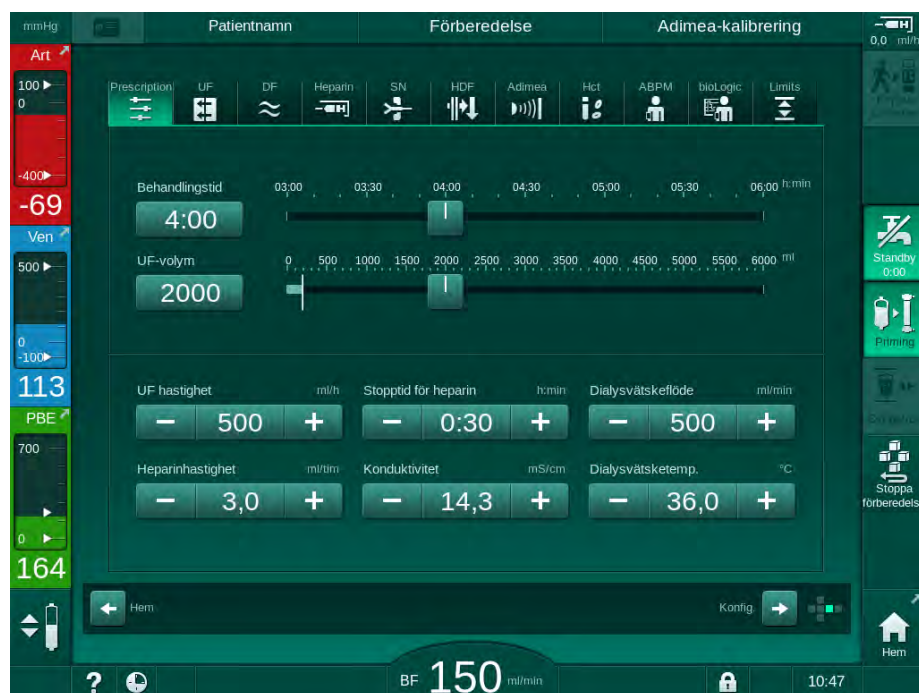 mmHg
Patientnamn
Förberedelse
Adimea-kalibrering
0,0 ml/h
Art
100
0
-400
-69
Ven
500
0
-100
113
PBE
700
0
164
Prescription UF DF Heparin SN HDF Adimea Hct ABPM bioLogic Limits
Behandlingstid
03:00 03:30 04:00 04:30 05:00 05:30 06:00 h:min
4:00
UF-volym
0 500 1000 1500 2000 2500 3000 3500 4000 4500 5000 5500 6000 ml
2000
UF hastighet ml/h
Stopptid för heparin h:min
Dialysvätskeflöde ml/min
− 500 +
− 0:30 +
− 500 +
Heparinhastighet ml/tim
Konduktivitet mS/cm
Dialysvätsketemp. °C
− 3,0 +
− 14,3 +
− 36,0 +
Hem
Konfig.
Standby
0:00
Priming
Stoppa
förberedels
Hem
?
BF 150 ml/min
10:47